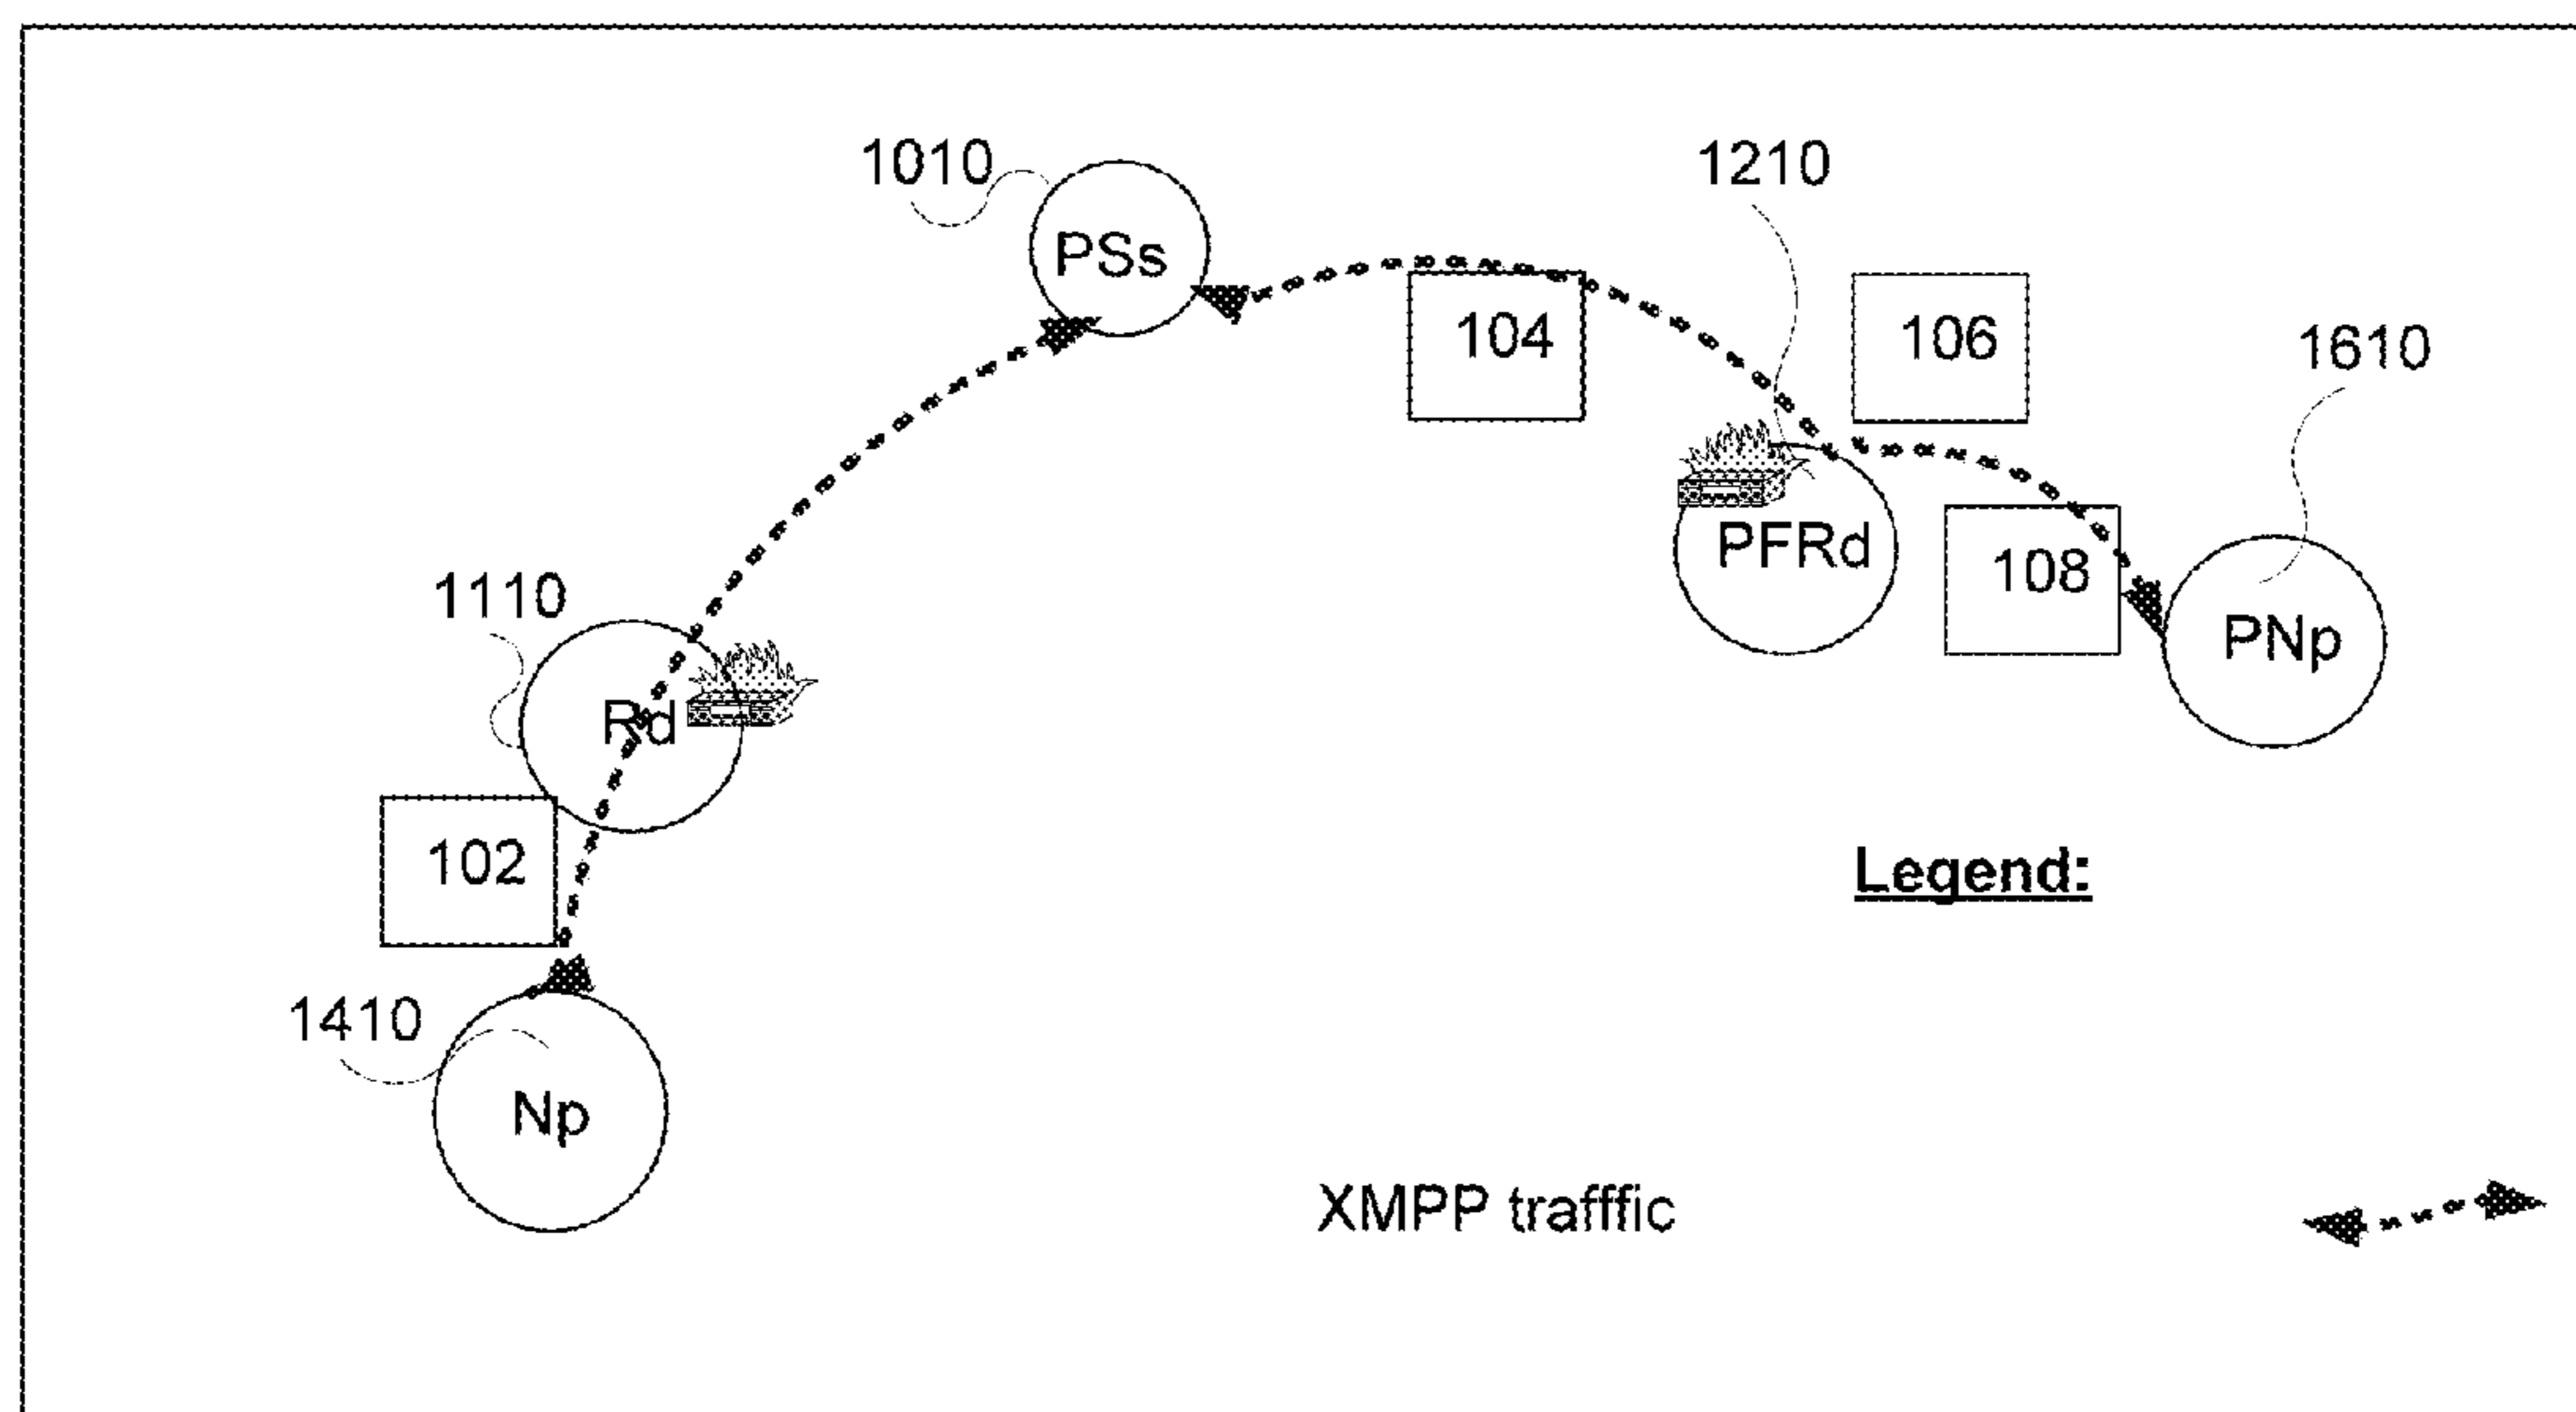 1010
1210
PSs
104
106
1610
PFRd
1110
108
PNp
Rd
102
Legend:
1410
Np
XMPP trafffic